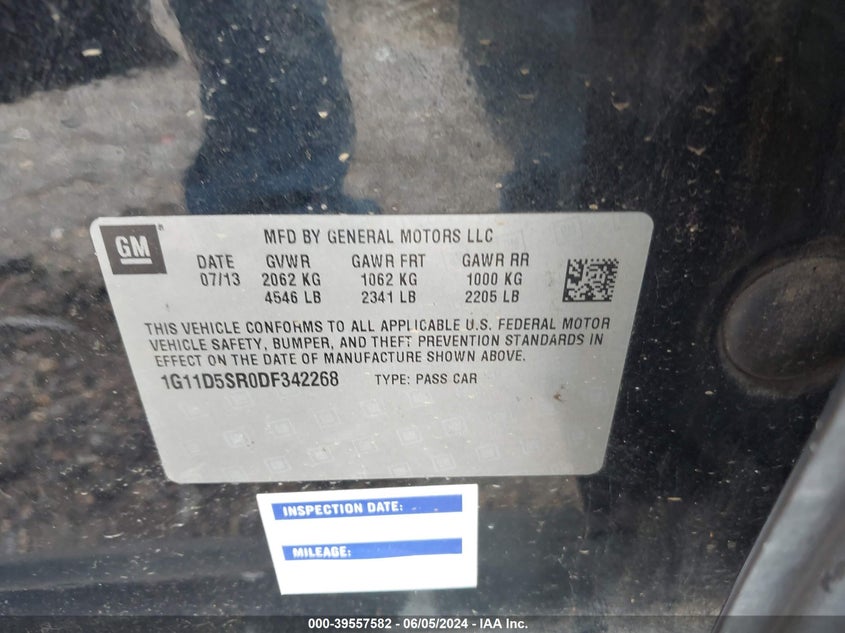 GM ®
MFD BY GENERAL MOTORS LLC
DATE GVWR GAWR FRT GAWR RR
07/13 2062 KG 1062 KG 1000 KG
4546 LB 2341 LB 2205 LB
THIS VEHICLE CONFORMS TO ALL APPLICABLE U.S. FEDERAL MOTOR
VEHICLE SAFETY, BUMPER, AND THEFT PREVENTION STANDARDS IN
EFFECT ON THE DATE OF MANUFACTURE SHOWN ABOVE.
1G11D5SR0DF342268 TYPE: PASS CAR
INSPECTION DATE:
MILEAGE:
000-39557582 - 06/05/2024 - IAA Inc.